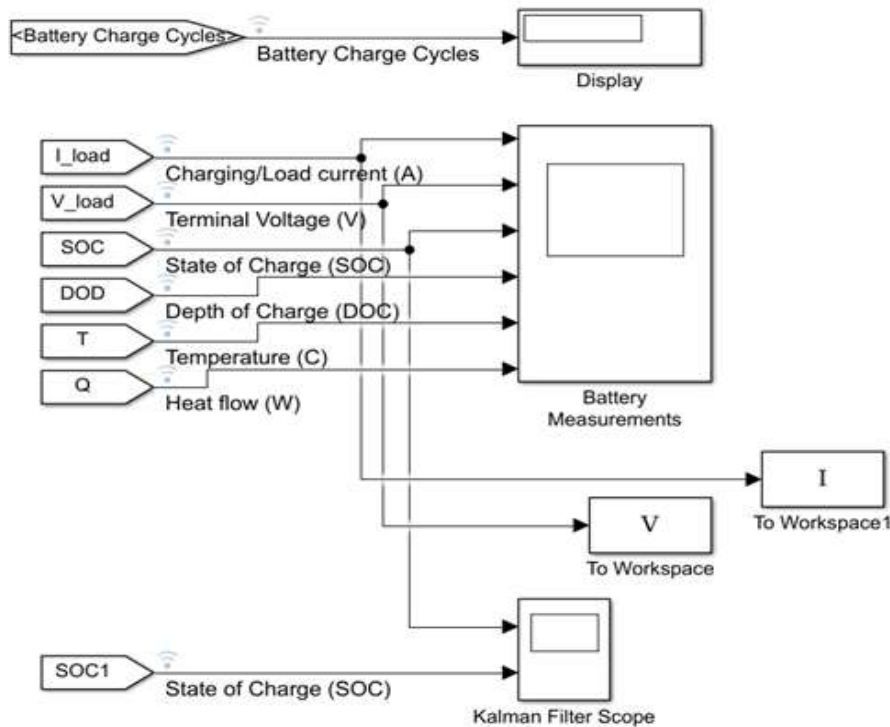 <Battery Charge Cycles>
Battery Charge Cycles
Display
I_load
Charging/Load current (A)
V_load
Terminal Voltage (V)
SOC
State of Charge (SOC)
DOD
Depth of Charge (DOC)
T
Temperature (C)
Q
Heat flow (W)
Battery
Measurements
I
To Workspace1
V
To Workspace
SOC1
State of Charge (SOC)
Kalman Filter Scope